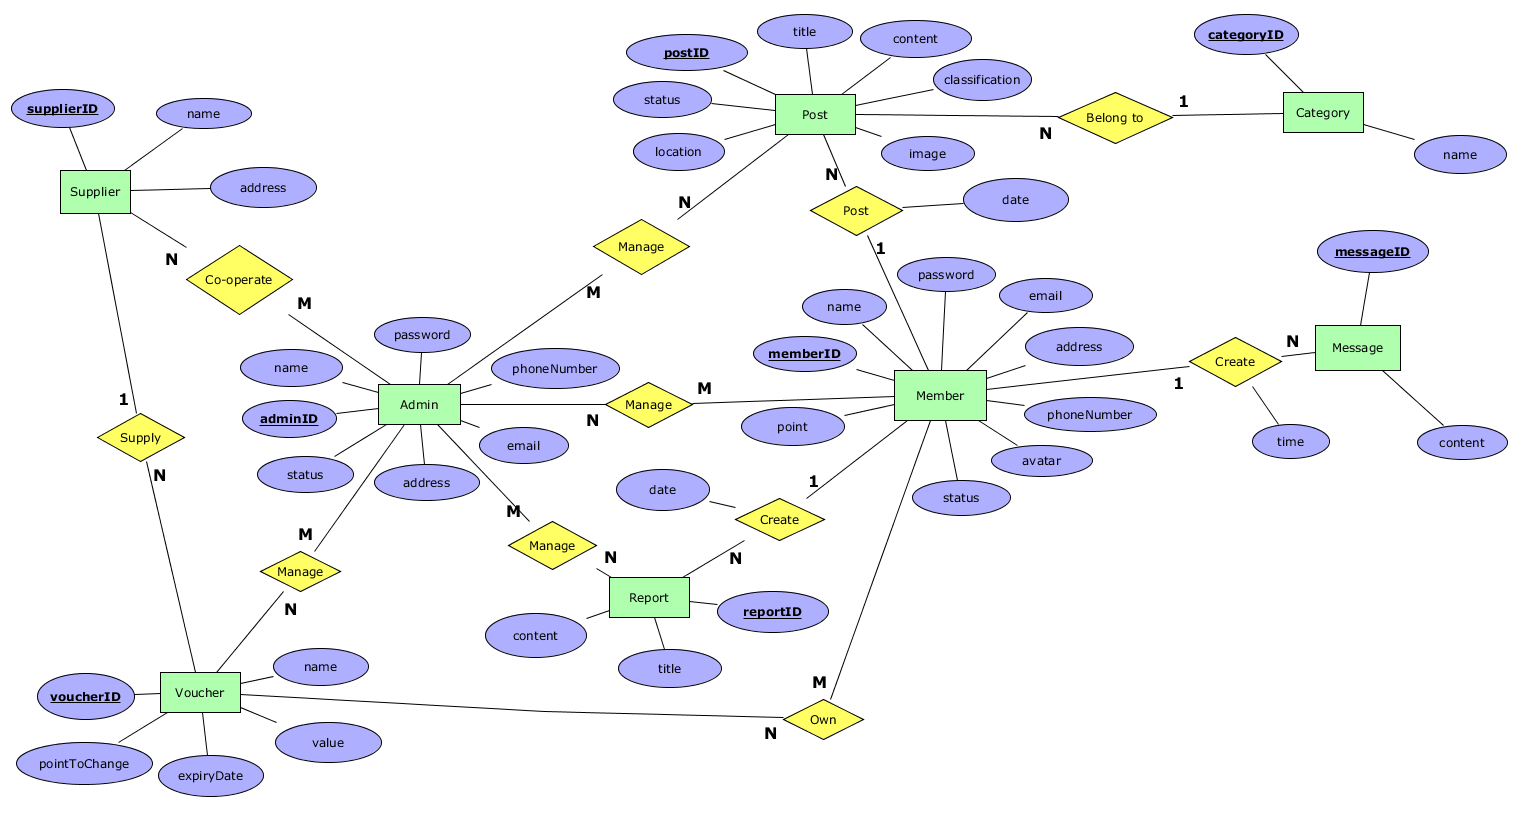 title
content
postID
categoryID
classification
status
supplierID
name
Post
Category
Belong to
1
N
location
image
name
Supplier
address
N
N
Post
date
Manage
1
N
Co-operate
M
M
messageID
password
email
name
memberID
address
Message
N
Create
1
password
name
phoneNumber
Admin
adminID
email
status
address
Manage
N
M
Member
point
phoneNumber
avatar
status
time
content
1
Supply
N
date
1
Create
N
M
Manage
N
M
Manage
N
Report
reportID
content
title
name
voucherID
Voucher
value
pointToChange
expiryDate
M
Own
N